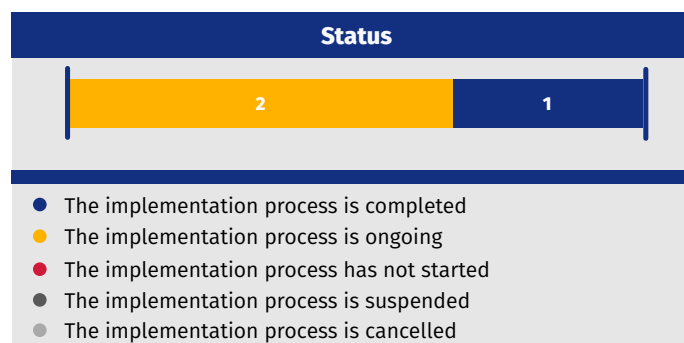 Status
2 1
The implementation process is completed
The implementation process is ongoing
The implementation process has not started
The implementation process is suspended
The implementation process is cancelled